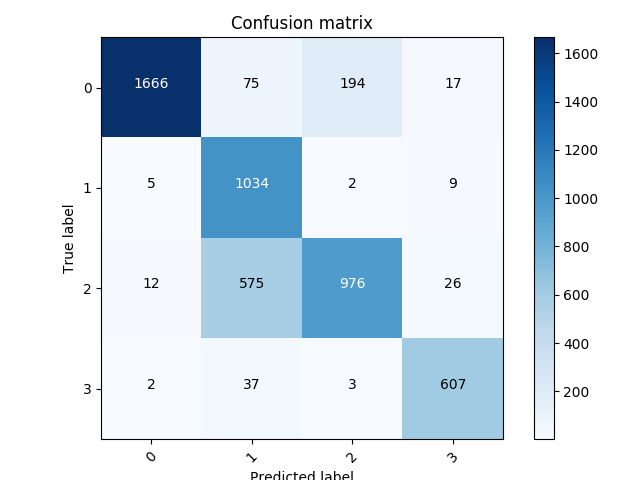 Confusion matrix
0 1666 75 194 17
1 5 1034 2 9
2 12 575 976 26
3 2 37 3 607
0 1 2 3
True label
Predicted label
1600
1400
1200
1000
800
600
400
200